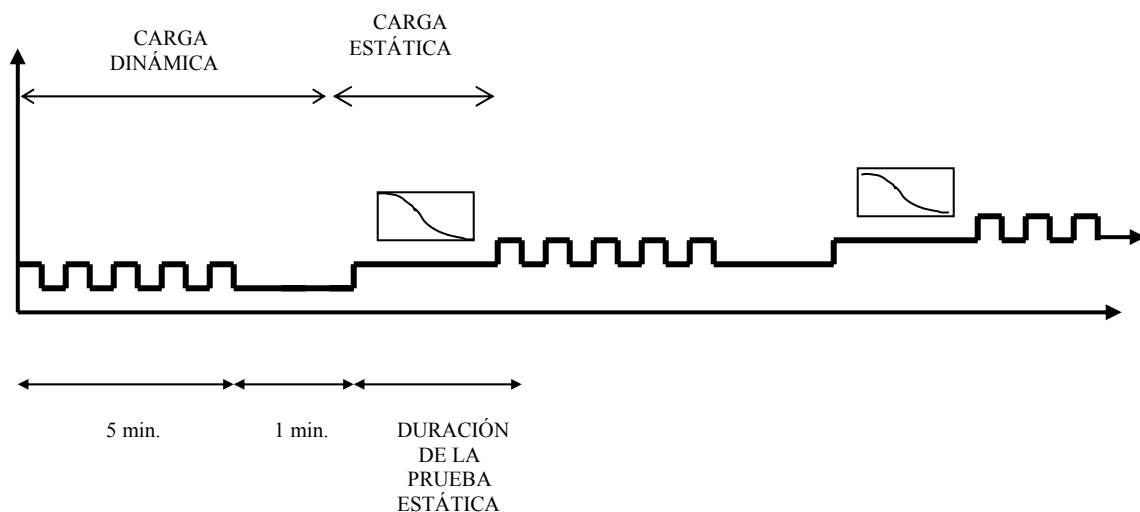 CARGA
DINÁMICA
CARGA
ESTÁTICA
5 min.
1 min.
DURACIÓN
DE LA
PRUEBA
ESTÁTICA